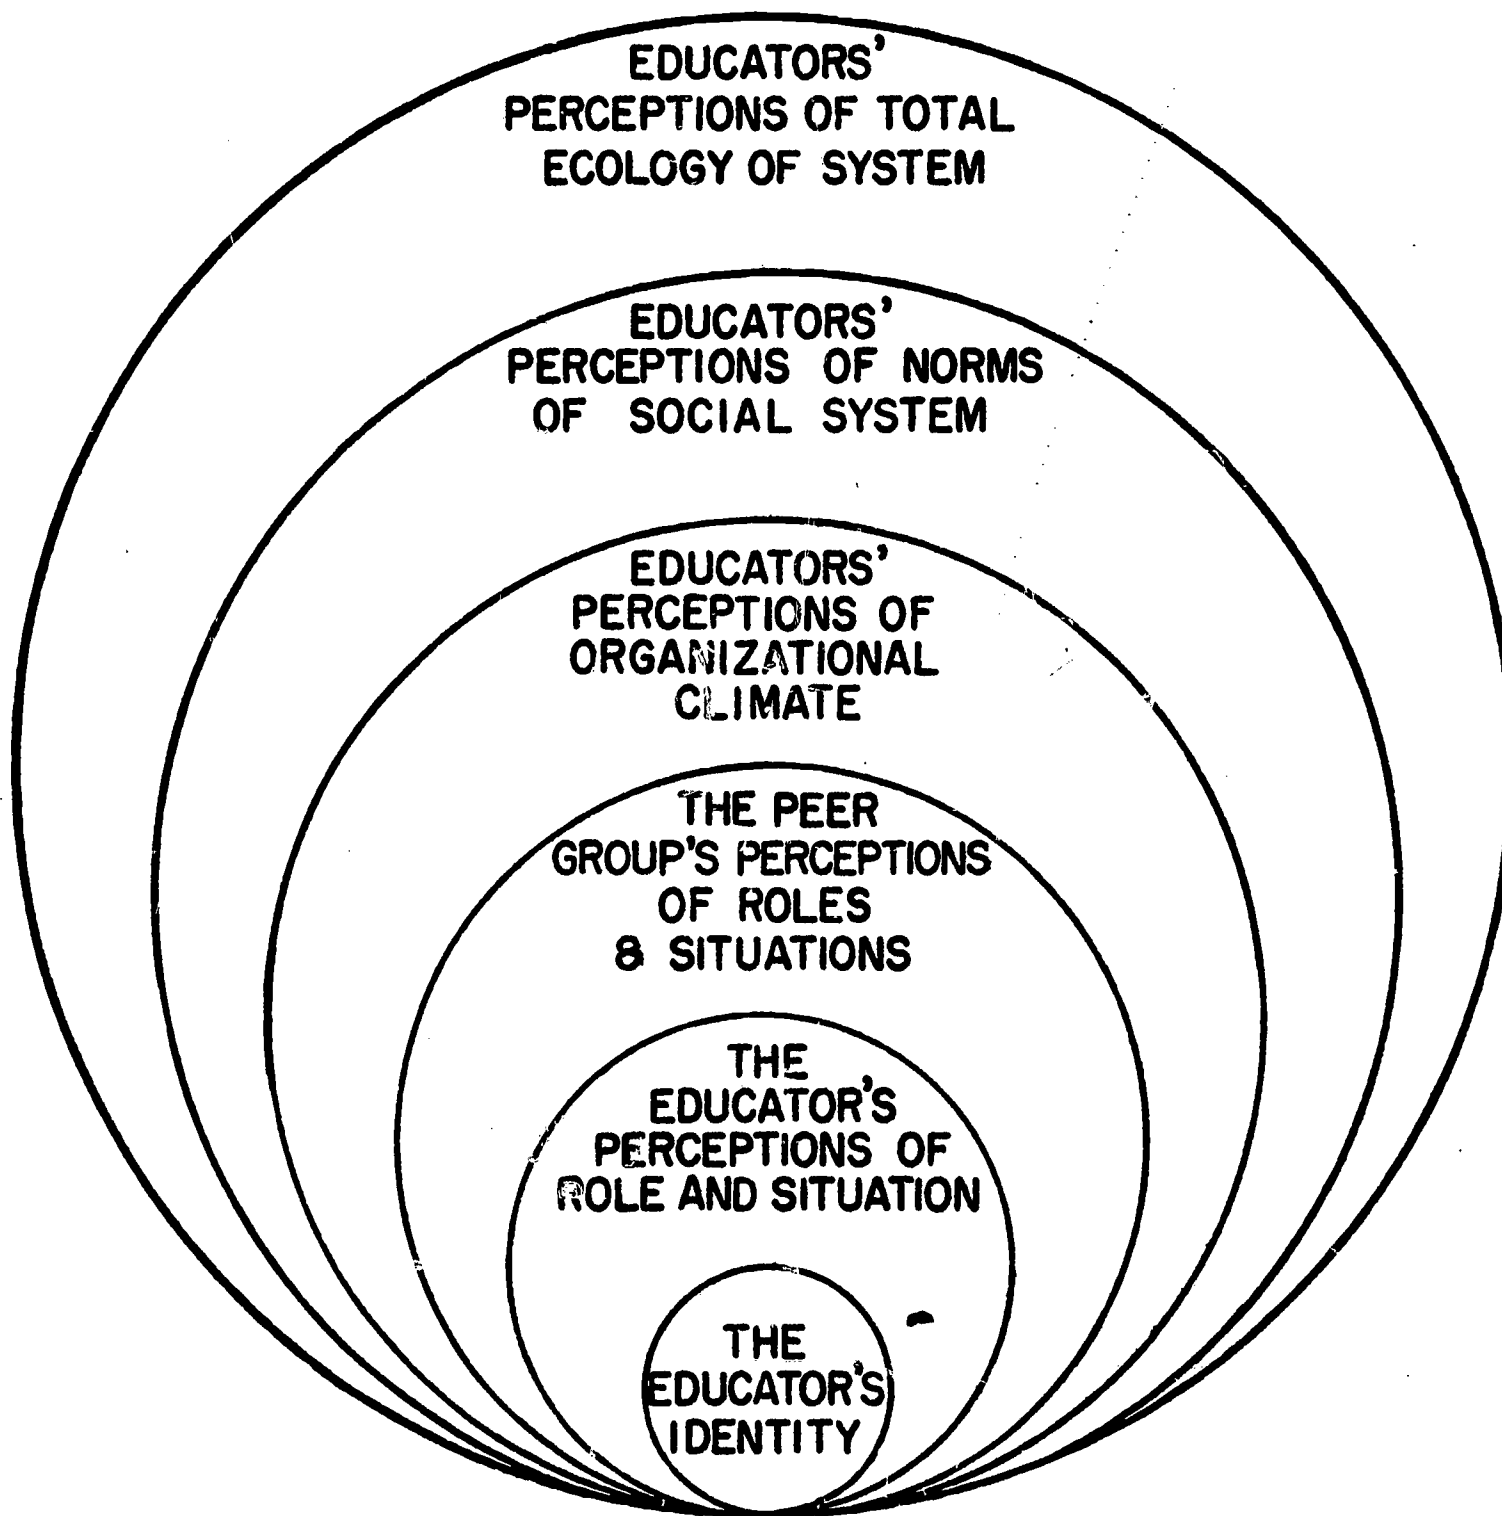 EDUCATORS'
PERCEPTIONS OF TOTAL
ECOLOGY OF SYSTEM
EDUCATORS'
PERCEPTIONS OF NORMS
OF SOCIAL SYSTEM
EDUCATORS'
PERCEPTIONS OF
ORGANIZATIONAL
CLIMATE
THE PEER
GROUP'S PERCEPTIONS
OF ROLES
& SITUATIONS
THE
EDUCATOR'S
PERCEPTIONS OF
ROLE AND SITUATION
THE
EDUCATOR'S
IDENTITY